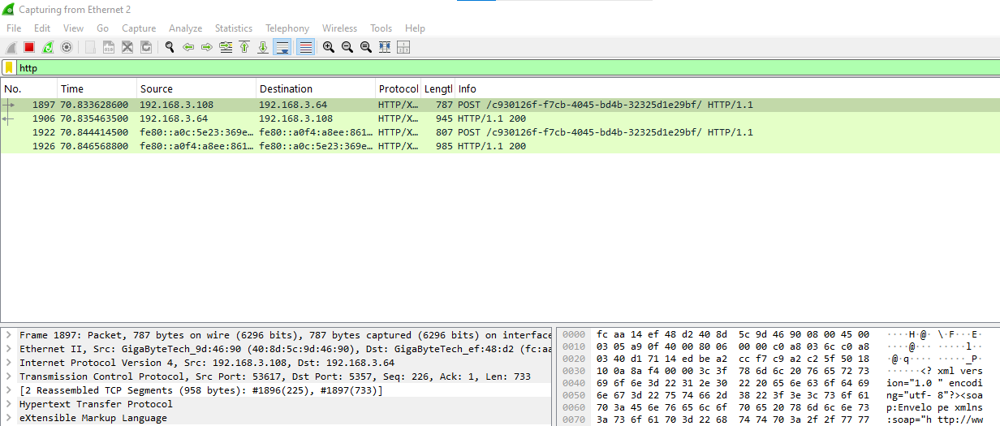 Capturing from Ethernet 2
File Edit View Go Capture Analyze Statistics Telephony Wireless Tools Help
http
No. Time Source Destination Protocol Lengtl Info
1897 70.833628600 192.168.3.108 192.168.3.64 HTTP/X… 787 POST /c930126f-f7cb-4045-bd4b-32325d1e29bf/ HTTP/1.1
1906 70.835463500 192.168.3.64 192.168.3.108 HTTP/X… 945 HTTP/1.1 200
1922 70.844414500 fe80::a0c:5e23:369e… fe80::a0f4:a8ee:861… HTTP/X… 807 POST /c930126f-f7cb-4045-bd4b-32325d1e29bf/ HTTP/1.1
1926 70.846568800 fe80::a0f4:a8ee:861… fe80::a0c:5e23:369e… HTTP/X… 985 HTTP/1.1 200
Frame 1897: Packet, 787 bytes on wire (6296 bits), 787 bytes captured (6296 bits) on interface
Ethernet II, Src: GigaByteTech_9d:46:90 (40:8d:5c:9d:46:90), Dst: GigaByteTech_ef:48:d2 (fc:aa
Internet Protocol Version 4, Src: 192.168.3.108, Dst: 192.168.3.64
Transmission Control Protocol, Src Port: 53617, Dst Port: 5357, Seq: 226, Ack: 1, Len: 733
[2 Reassembled TCP Segments (958 bytes): #1896(225), #1897(733)]
Hypertext Transfer Protocol
eXtensible Markup Language
0000 fc aa 14 ef 48 d2 40 8d 5c 9d 46 90 08 00 45 00 ····H·@· \·F···E·
0010 03 05 a9 0f 40 00 80 06 00 00 c0 a8 03 6c c0 a8 ····@··· ·····l··
0020 03 40 d1 71 14 ed be a2 cc f7 c9 a2 c2 5f 50 18 ·@·q···· ·····_P·
0030 10 0a 8a f4 00 00 3c 3f 78 6d 6c 20 76 65 72 73 ······<? xml vers
0040 69 6f 6e 3d 22 31 2e 30 22 20 65 6e 63 6f 64 69 ion="1.0 " encodi
0050 6e 67 3d 22 75 74 66 2d 38 22 3f 3e 3c 73 6f 61 ng="utf- 8"?><soa
0060 70 3a 45 6e 76 65 6c 6f 70 65 20 78 6d 6c 6e 73 p:Envelo pe xmlns
0070 3a 73 6f 61 70 3d 22 68 74 74 70 3a 2f 2f 77 77 :soap="h ttp://ww